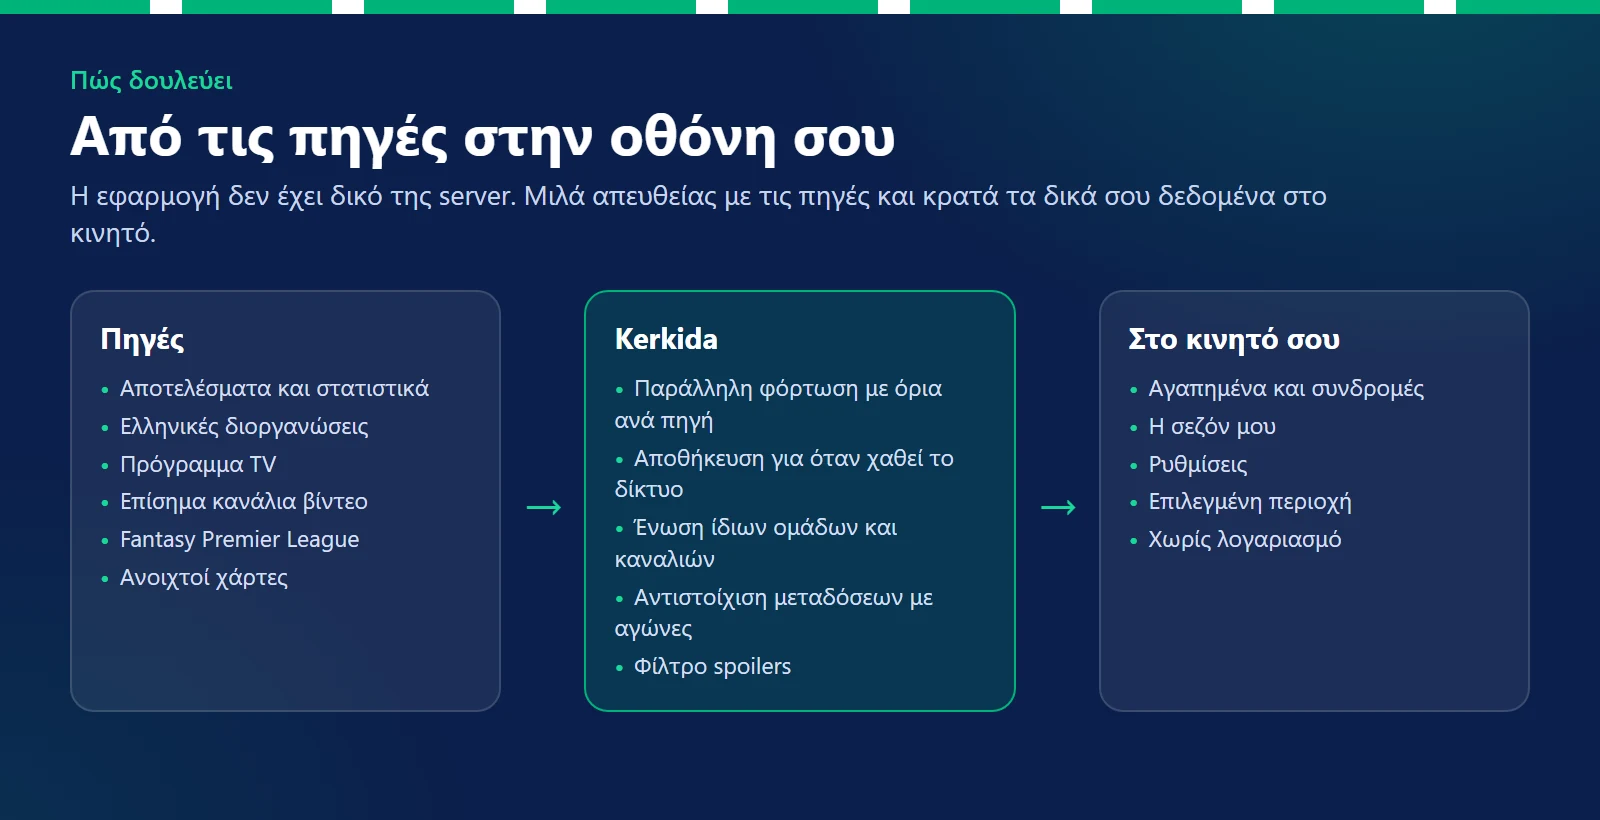 Πώς δουλεύει
Από τις πηγές στην οθόνη σου
Η εφαρμογή δεν έχει δικό της server. Μιλά απευθείας με τις πηγές και κρατά τα δικά σου δεδομένα στο
κινητό.
Πηγές
• Αποτελέσματα και στατιστικά
• Ελληνικές διοργανώσεις
• Πρόγραμμα TV
• Επίσημα κανάλια βίντεο
• Fantasy Premier League
• Ανοιχτοί χάρτες
→
Kerkida
• Παράλληλη φόρτωση με όρια
ανά πηγή
• Αποθήκευση για όταν χαθεί το
δίκτυο
• Ένωση ίδιων ομάδων και
καναλιών
• Αντιστοίχιση μεταδόσεων με
αγώνες
• Φίλτρο spoilers
→
Στο κινητό σου
• Αγαπημένα και συνδρομές
• Η σεζόν μου
• Ρυθμίσεις
• Επιλεγμένη περιοχή
• Χωρίς λογαριασμό